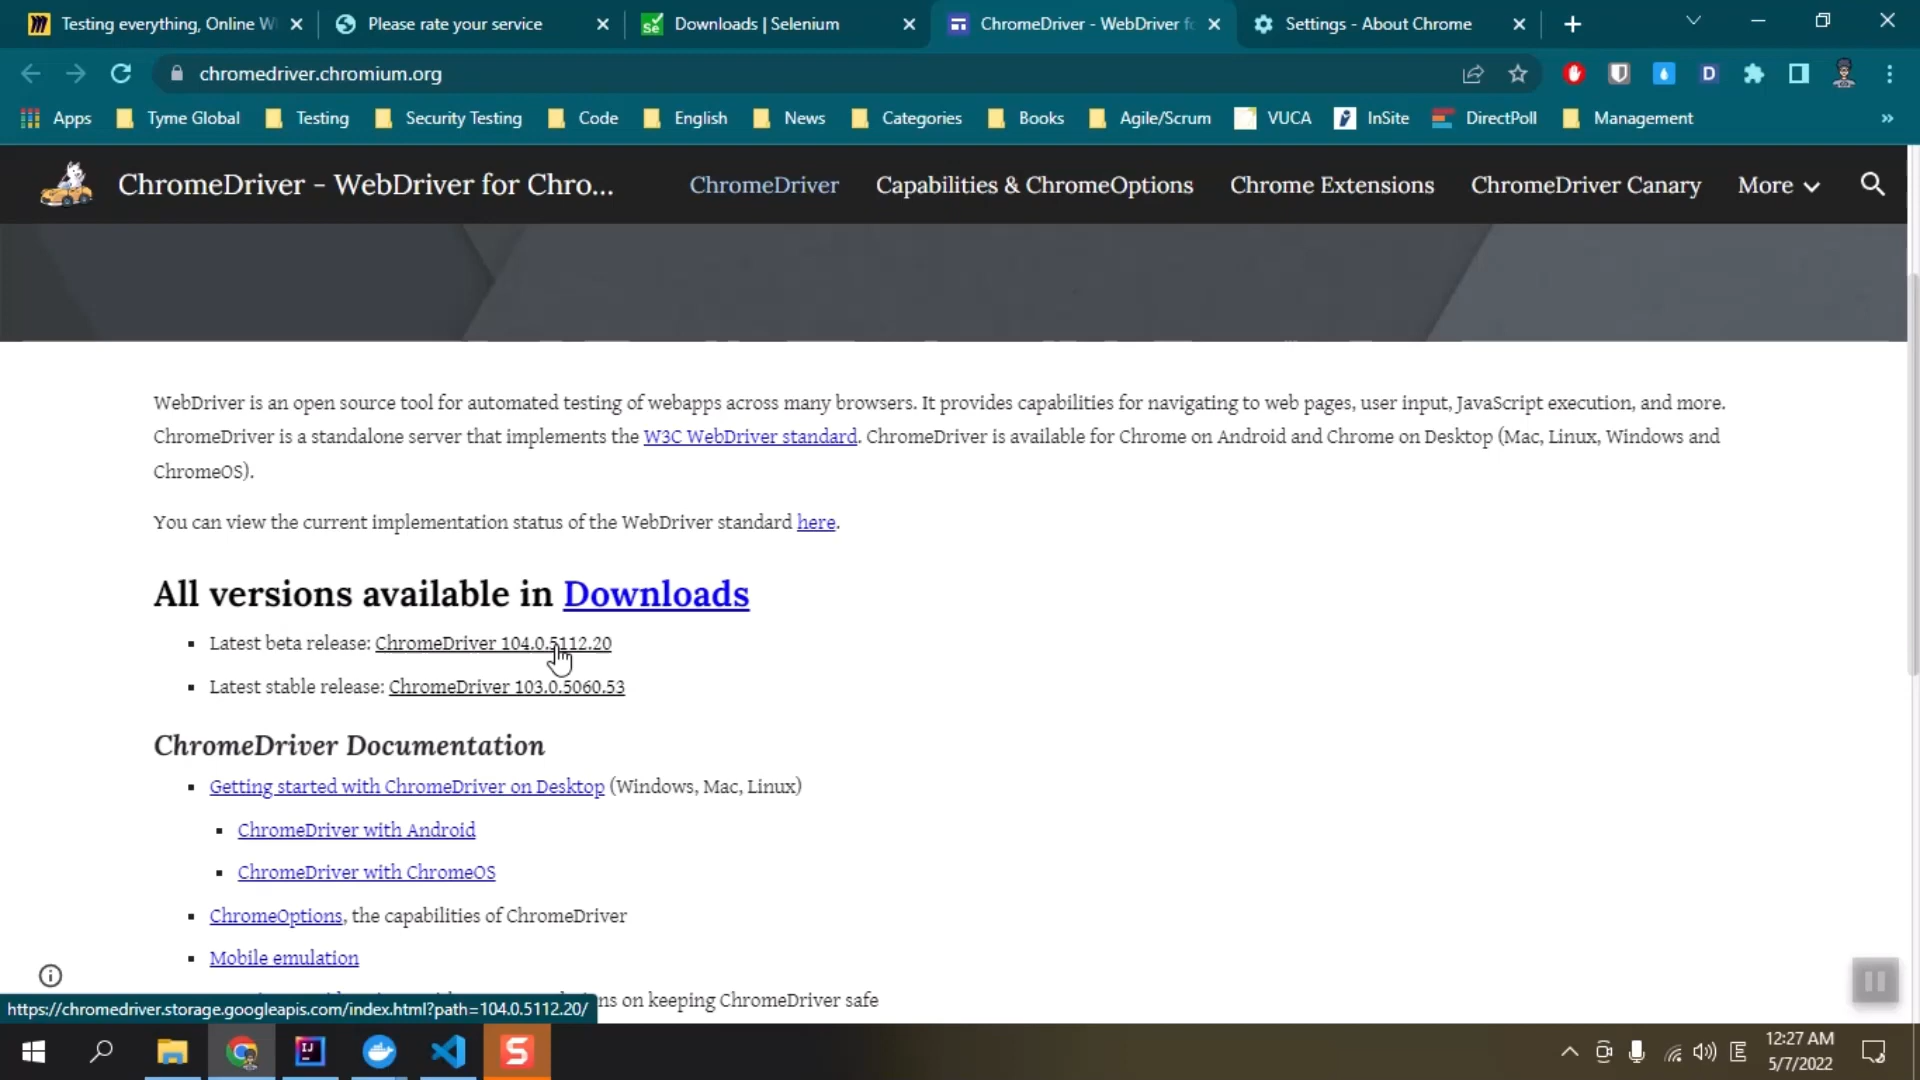 Testing everything, Online W
Please rate your service
Downloads | Selenium
ChromeDriver - WebDriver fo
Settings - About Chrome
chromedriver.chromium.org
Apps
Tyme Global
Testing
Security Testing
Code
English
News
Categories
Books
Agile/Scrum
VUCA
InSite
DirectPoll
Management
»
ChromeDriver - WebDriver for Chro...
ChromeDriver
Capabilities & ChromeOptions
Chrome Extensions
ChromeDriver Canary
More
WebDriver is an open source tool for automated testing of webapps across many browsers. It provides capabilities for navigating to web pages, user input, JavaScript execution, and more.
ChromeDriver is a standalone server that implements the W3C WebDriver standard. ChromeDriver is available for Chrome on Android and Chrome on Desktop (Mac, Linux, Windows and
ChromeOS).
You can view the current implementation status of the WebDriver standard here.
All versions available in Downloads
Latest beta release: ChromeDriver 104.0.5112.20
Latest stable release: ChromeDriver 103.0.5060.53
ChromeDriver Documentation
Getting started with ChromeDriver on Desktop (Windows, Mac, Linux)
ChromeDriver with Android
ChromeDriver with ChromeOS
ChromeOptions, the capabilities of ChromeDriver
Mobile emulation
on keeping ChromeDriver safe
https://chromedriver.storage.googleapis.com/index.html?path=104.0.5112.20/
12:27 AM
5/7/2022